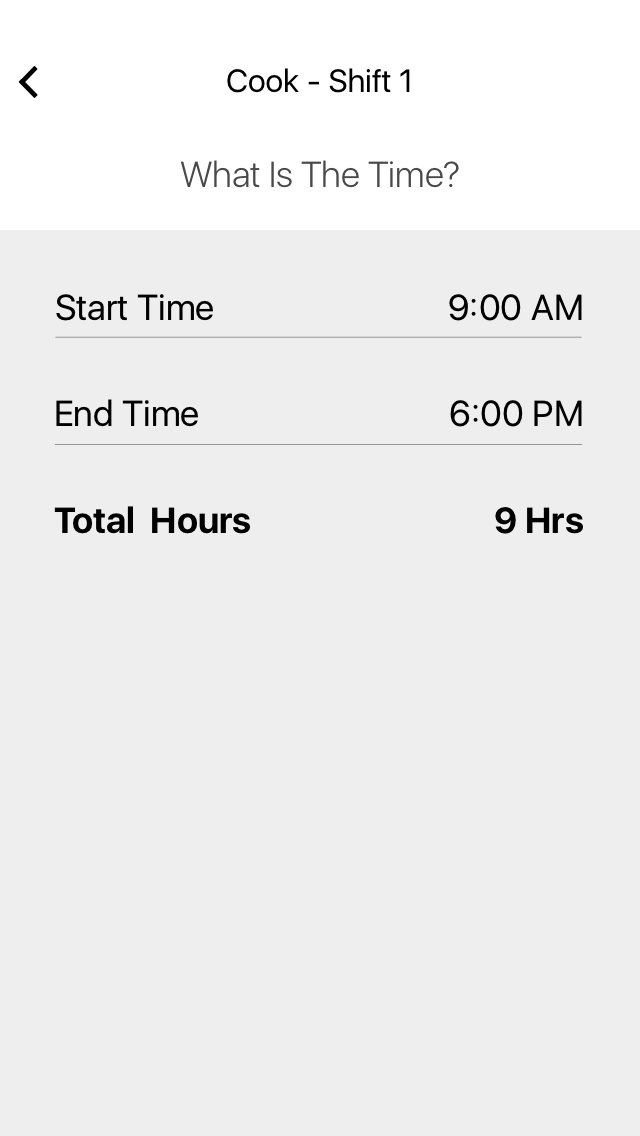 Cook - Shift 1
What Is The Time?
Start Time 9:00 AM
End Time 6:00 PM
Total Hours 9 Hrs